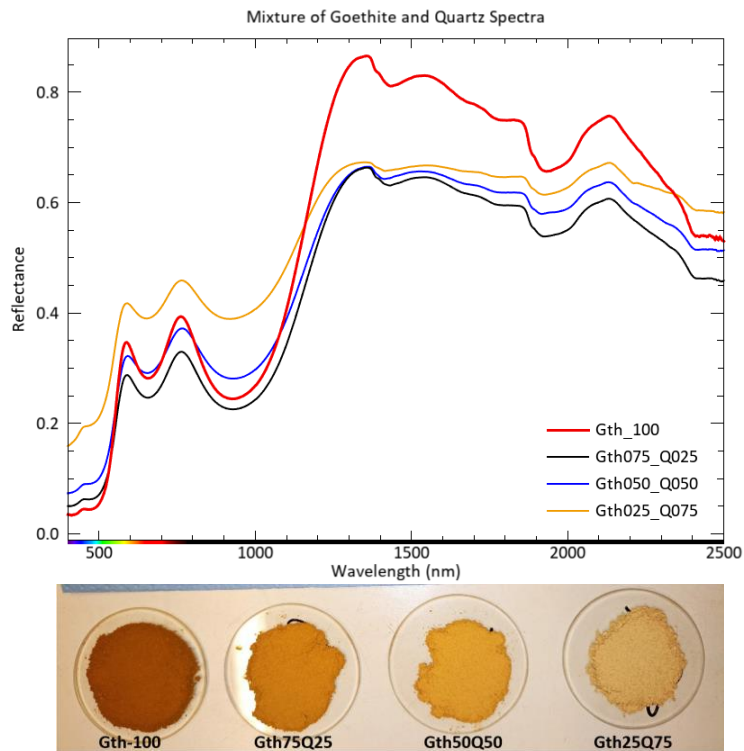 Mixture of Goethite and Quartz Spectra
0.8
0.6
0.4
0.2
0.0
Reflectance
Gth_100
Gth075_Q025
Gth050_Q050
Gth025_Q075
500 1000 1500 2000 2500
Wavelength (nm)
Gth-100 Gth75Q25 Gth50Q50 Gth25Q75